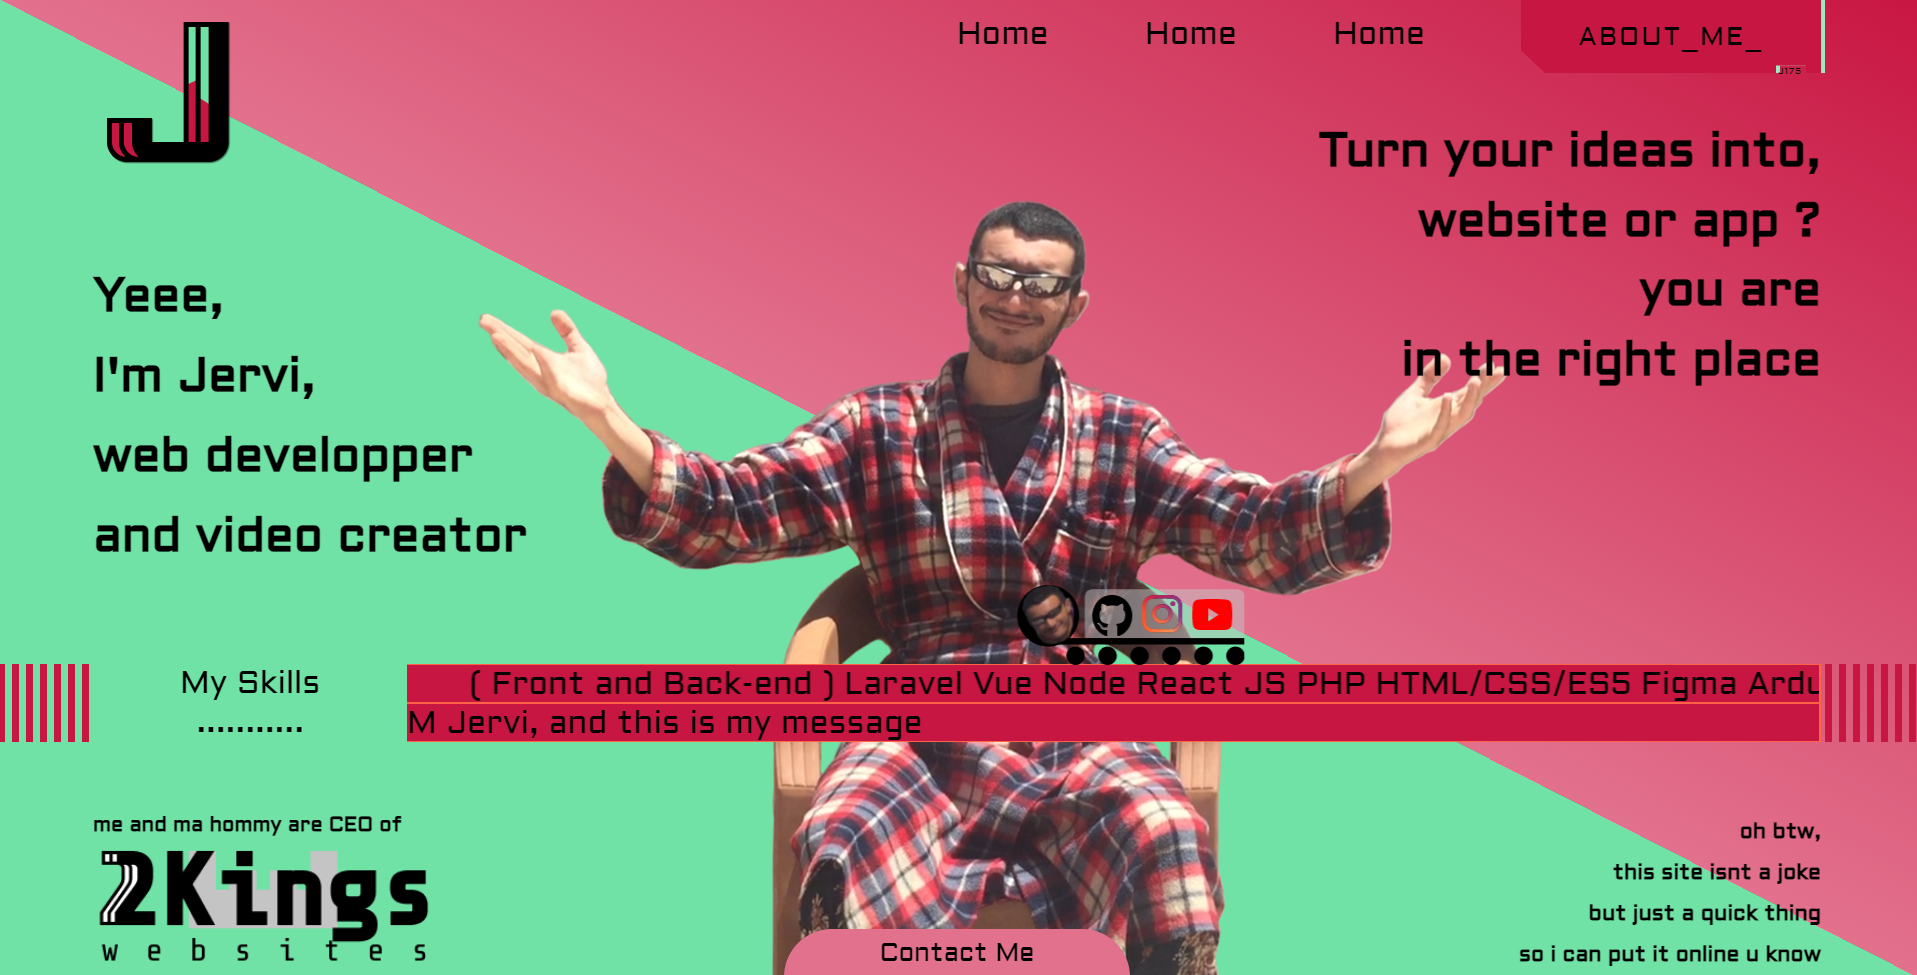 J
Home Home Home ABOUT_ME_
J175
Turn your ideas into,
website or app ?
you are
in the right place
Yeee,
I'm Jervi,
web developper
and video creator
My Skills
...........
( Front and Back-end ) Laravel Vue Node React JS PHP HTML/CSS/ES5 Figma Ardu
M Jervi, and this is my message
me and ma hommy are CEO of
2Kings
websites
Contact Me
oh btw,
this site isnt a joke
but just a quick thing
so i can put it online u know